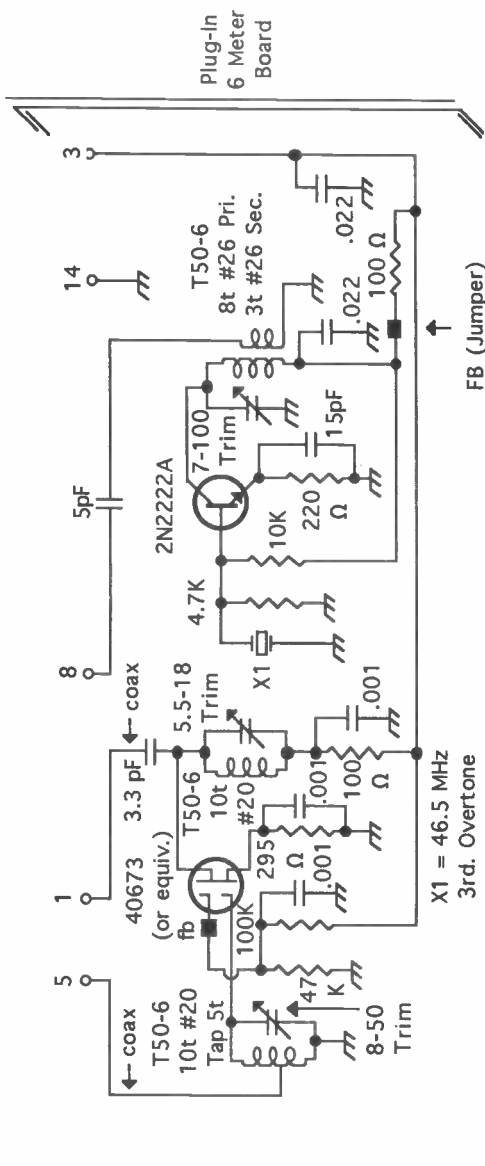 Plug-In
6 Meter
Board
5
1
8
14
3
coax
T50-6
10t #20
Tap 5t
40673
(or equiv.)
fb
3.3 pF
coax
5.5-18
Trim
T50-6
10t
#20
5pF
2N2222A
7-100
Trim
T50-6
8t #26 Pri.
3t #26 Sec.
.022
.022
100 Ω
15pF
220
Ω
10K
4.7K
X1
.001
100
Ω
.001
295
Ω
.001
100K
47
K
8-50
Trim
X1 = 46.5 MHz
3rd. Overtone
FB (Jumper)